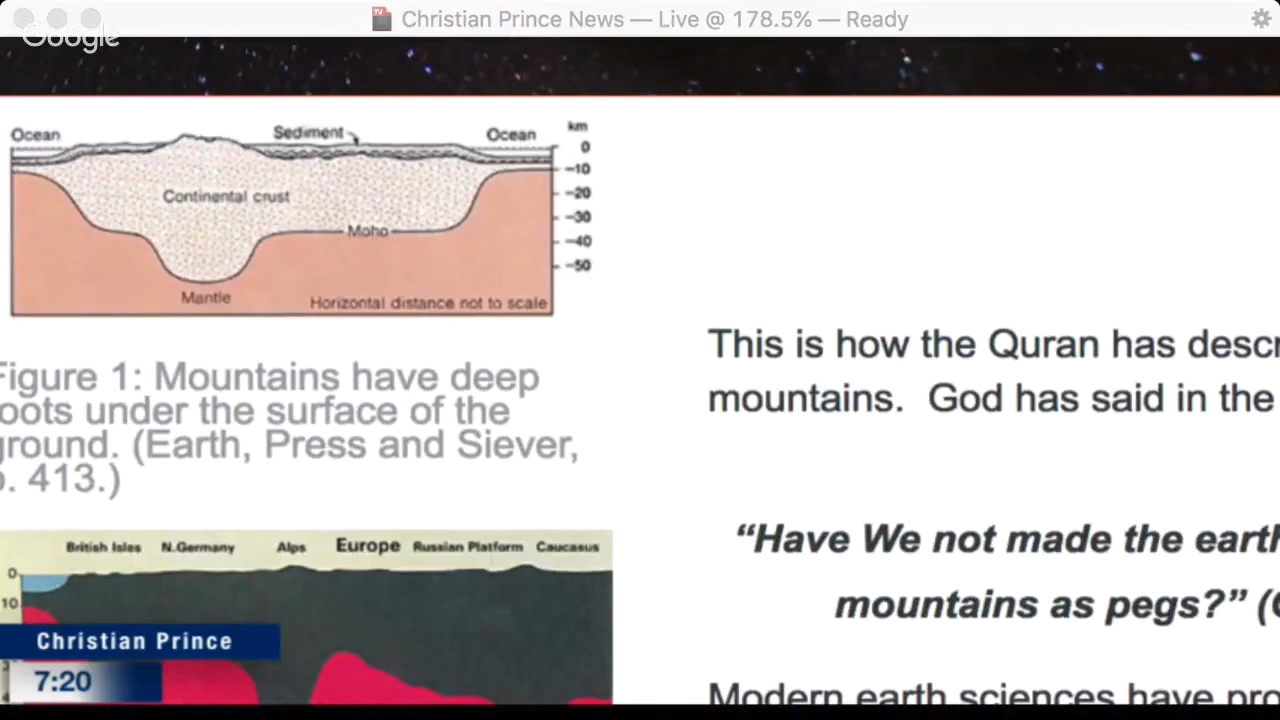 Christian Prince News — Live @ 178.5% — Ready
Google
Ocean
Sediment
Ocean
km
0
-10
-20
-30
-40
-50
Continental crust
Moho
Mantle
Horizontal distance not to scale
Figure 1: Mountains have deep
roots under the surface of the
ground. (Earth, Press and Siever,
p. 413.)
This is how the Quran has descr
mountains. God has said in the
“Have We not made the earth
mountains as pegs?” (
Modern earth sciences have pro
British Isles N.Germany Alps Europe Russian Platform Caucasus
0
10
Christian Prince
7:20